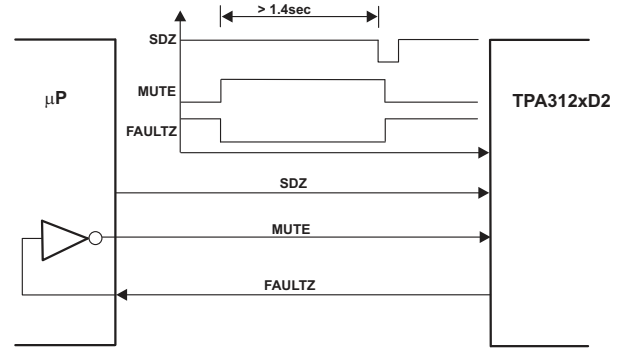 > 1.4sec
SDZ
μP
MUTE
TPA312xD2
FAULTZ
SDZ
MUTE
FAULTZ